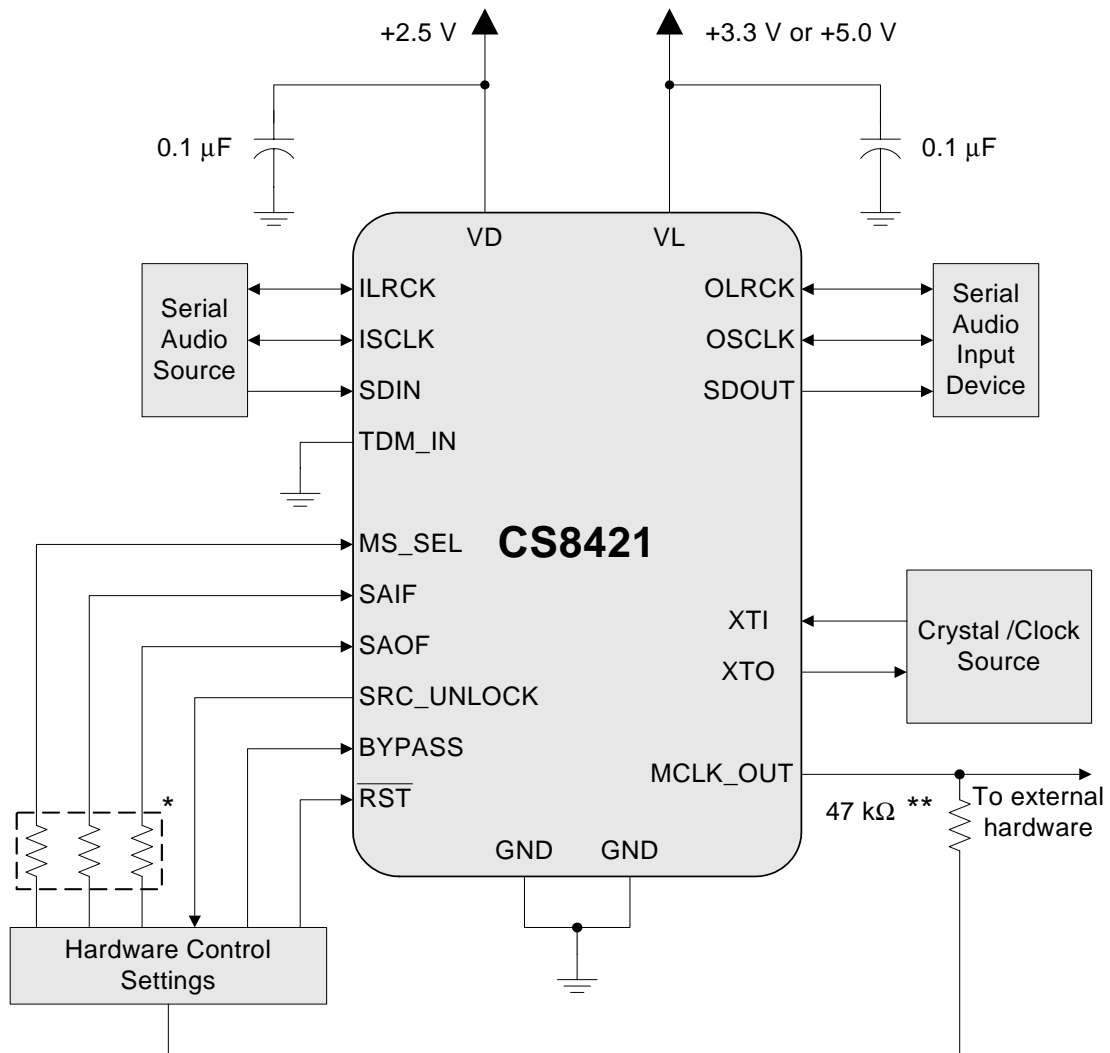 +2.5 V
+3.3 V or +5.0 V
0.1 μF
0.1 μF
VD
VL
Serial
Audio
Source
ILRCK
ISCLK
SDIN
TDM_IN
OLRCK
OSCLK
SDOUT
Serial
Audio
Input
Device
MS_SEL
SAIF
SAOF
SRC_UNLOCK
BYPASS
RST
CS8421
XTI
XTO
Crystal /Clock
Source
MCLK_OUT
47 kΩ **
To external
hardware
*
GND
GND
Hardware Control
Settings